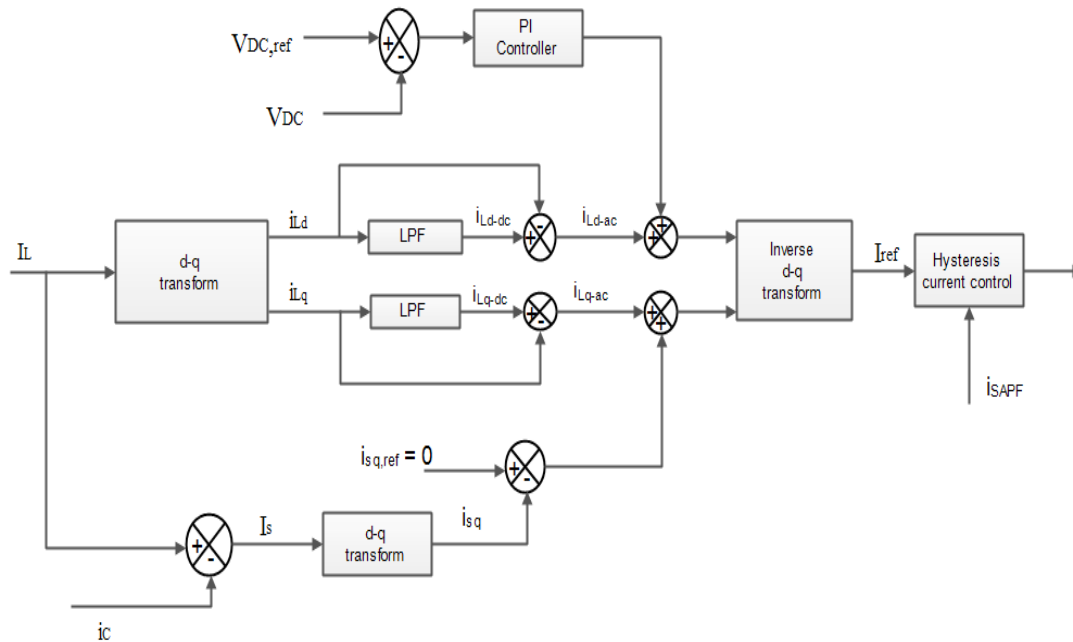 VDC,ref
+
-
PI
Controller
VDC
IL
d-q
transform
iLd
LPF
iLd-dc
+
-
iLd-ac
+
+
iLq
LPF
iLq-dc
+
-
iLq-ac
+
+
Inverse
d-q
transform
Iref
Hysteresis
current control
iSAPF
isq,ref = 0
+
-
+
-
Is
d-q
transform
isq
iC